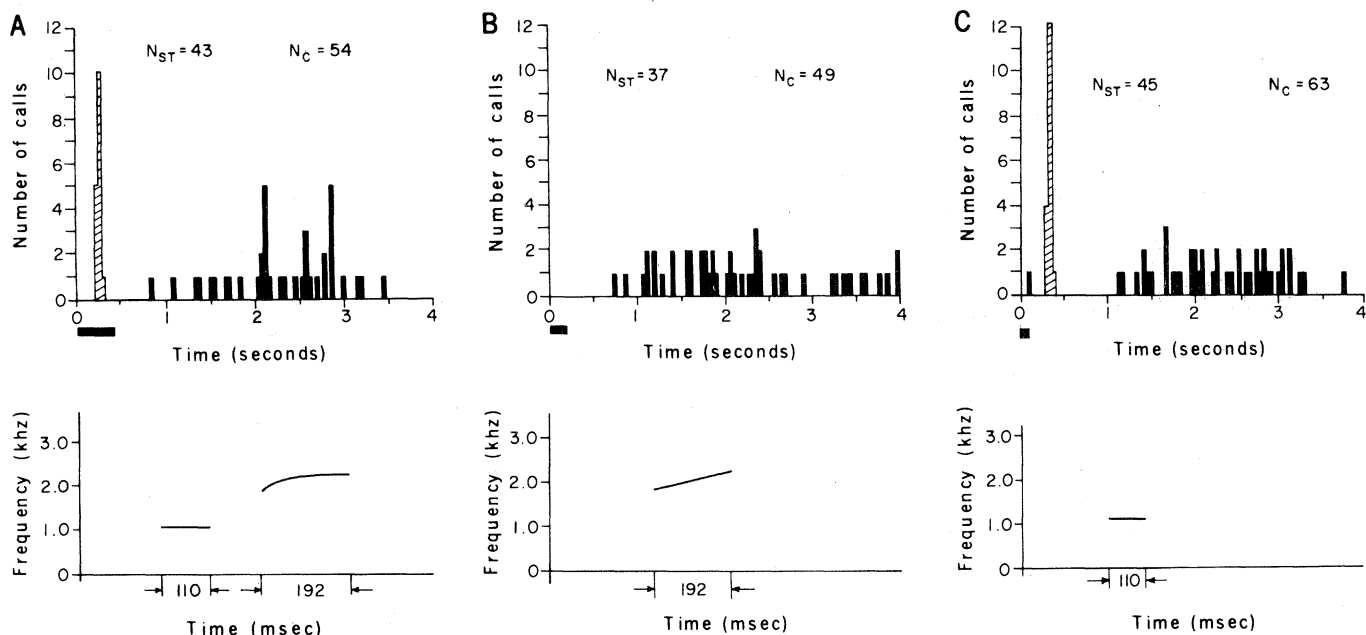 A
Number of calls
12
10
8
6
4
2
0
N_ST = 43
N_C = 54
0 1 2 3 4
Time (seconds)
Frequency (khz)
3.0
2.0
1.0
0
110
192
Time (msec)
B
Number of calls
12
10
8
6
4
2
0
N_ST = 37
N_C = 49
0 1 2 3 4
Time (seconds)
Frequency (khz)
3.0
2.0
1.0
0
192
Time (msec)
C
Number of calls
12
10
8
6
4
2
0
N_ST = 45
N_C = 63
0 1 2 3 4
Time (seconds)
Frequency (khz)
3.0
2.0
1.0
0
110
Time (msec)